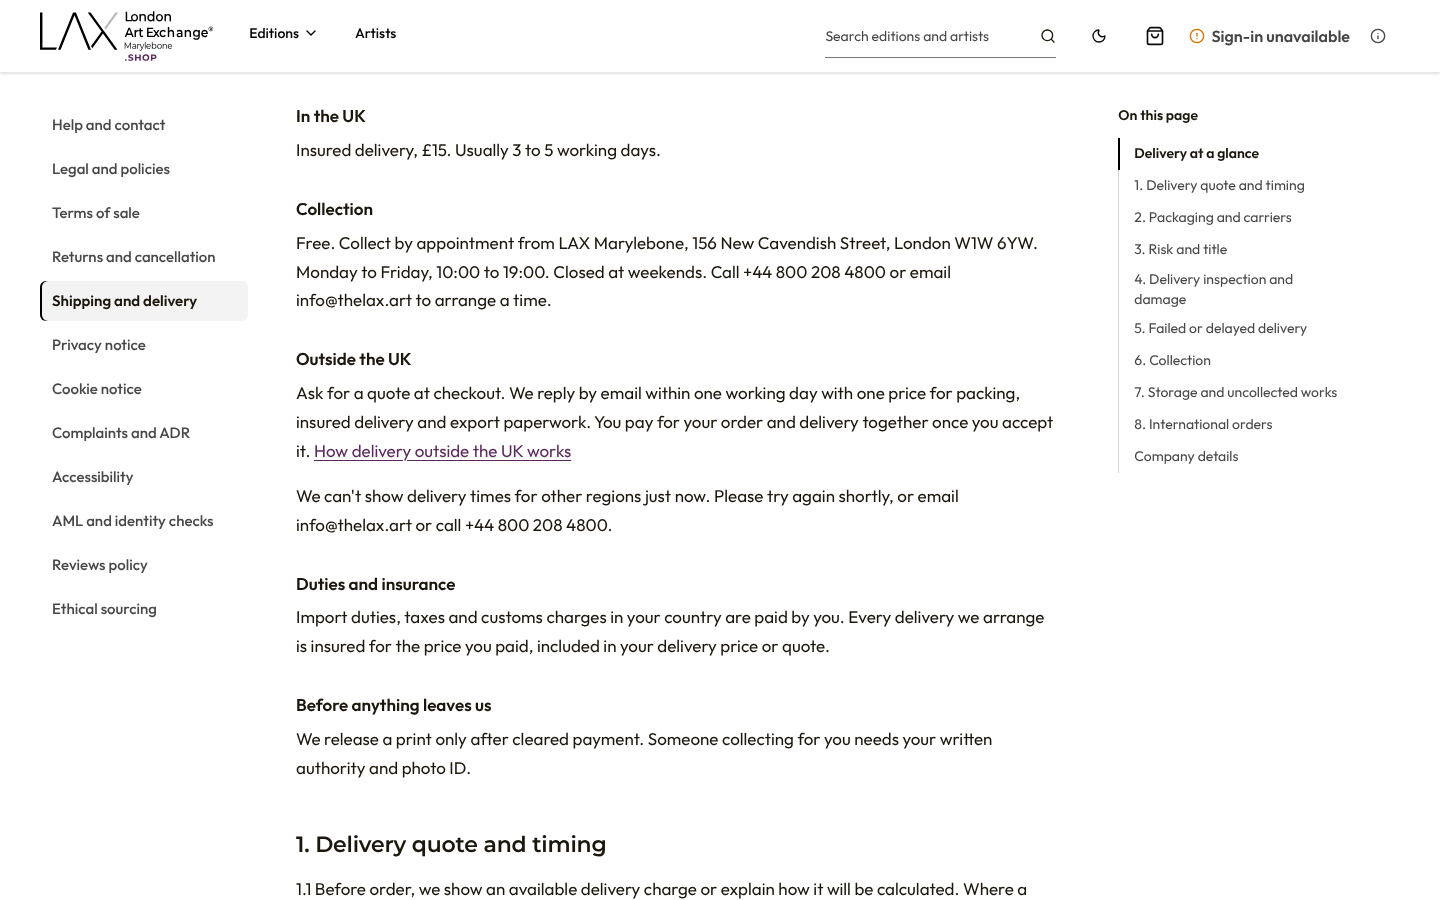 London
Art Exchange®
Marylebone
.SHOP
LAX
Editions
Artists
Search editions and artists
Sign-in unavailable
Help and contact
Legal and policies
Terms of sale
Returns and cancellation
Shipping and delivery
Privacy notice
Cookie notice
Complaints and ADR
Accessibility
AML and identity checks
Reviews policy
Ethical sourcing
In the UK
Insured delivery, £15. Usually 3 to 5 working days.
Collection
Free. Collect by appointment from LAX Marylebone, 156 New Cavendish Street, London W1W 6YW.
Monday to Friday, 10:00 to 19:00. Closed at weekends. Call +44 800 208 4800 or email
info@thelax.art to arrange a time.
Outside the UK
Ask for a quote at checkout. We reply by email within one working day with one price for packing,
insured delivery and export paperwork. You pay for your order and delivery together once you accept
it. How delivery outside the UK works
We can't show delivery times for other regions just now. Please try again shortly, or email
info@thelax.art or call +44 800 208 4800.
Duties and insurance
Import duties, taxes and customs charges in your country are paid by you. Every delivery we arrange
is insured for the price you paid, included in your delivery price or quote.
Before anything leaves us
We release a print only after cleared payment. Someone collecting for you needs your written
authority and photo ID.
1. Delivery quote and timing
1.1 Before order, we show an available delivery charge or explain how it will be calculated. Where a
On this page
Delivery at a glance
1. Delivery quote and timing
2. Packaging and carriers
3. Risk and title
4. Delivery inspection and
damage
5. Failed or delayed delivery
6. Collection
7. Storage and uncollected works
8. International orders
Company details